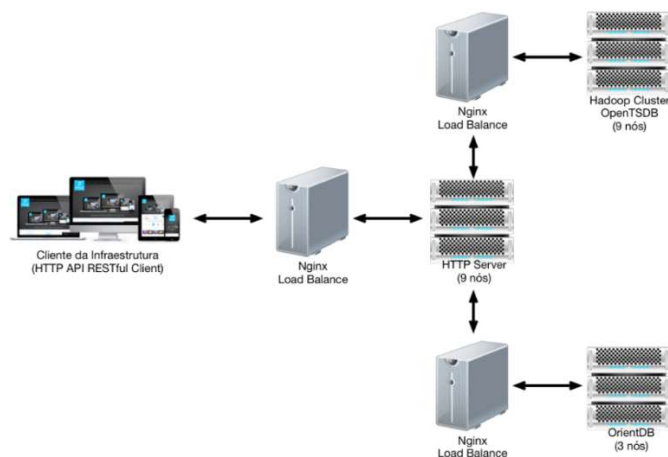 Nginx
Load Balance
Hadoop Cluster
OpenTSDB
(9 nós)
Cliente da Infraestrutura
(HTTP API RESTful Client)
Nginx
Load Balance
HTTP Server
(9 nós)
Nginx
Load Balance
OrientDB
(3 nós)